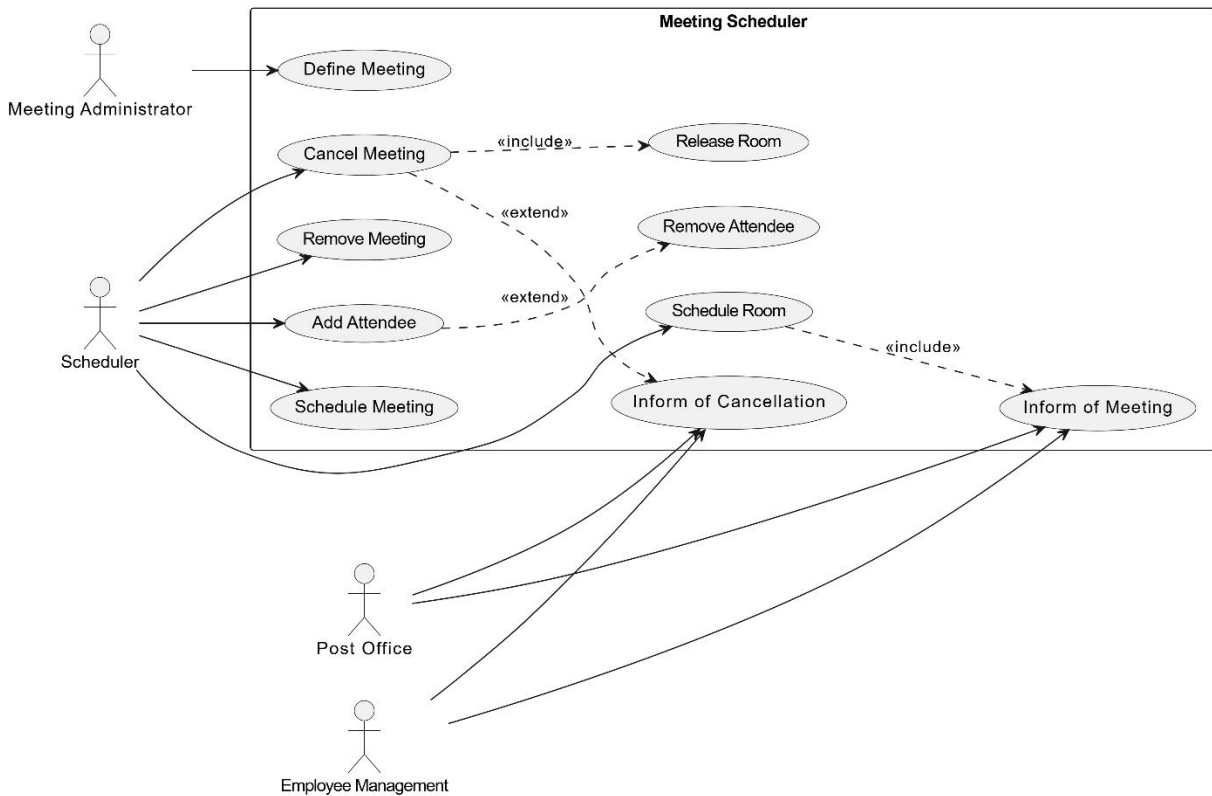 Meeting Scheduler
Define Meeting
Meeting Administrator
Cancel Meeting
«include»
Release Room
«extend»
Remove Meeting
Remove Attendee
Add Attendee
«extend»
Schedule Room
Scheduler
«include»
Schedule Meeting
Inform of Cancellation
Inform of Meeting
Post Office
Employee Management